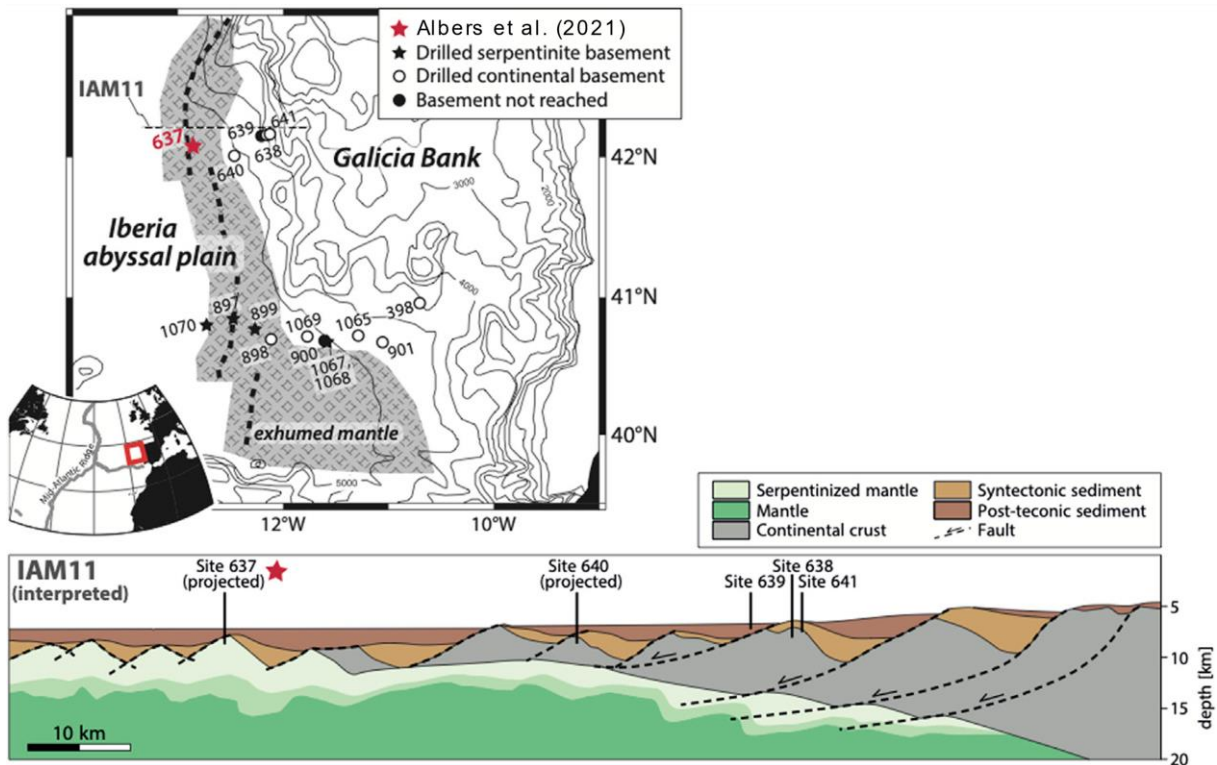 Albers et al. (2021)
Drilled serpentinite basement
Drilled continental basement
Basement not reached
IAM11
637
639
641
638
640
Galicia Bank
42°N
3000
2000
Iberia
abyssal plain
4000
41°N
897
899
1070
1069
1065
398
898
900
901
1067,
1068
exhumed mantle
40°N
5000
Mid-Atlantic Ridge
12°W
10°W
Serpentinized mantle
Syntectonic sediment
Mantle
Post-teconic sediment
Continental crust
Fault
IAM11
(interpreted)
Site 637
(projected)
Site 640
(projected)
Site 638
Site 639
Site 641
5
10
15
20
depth [km]
10 km